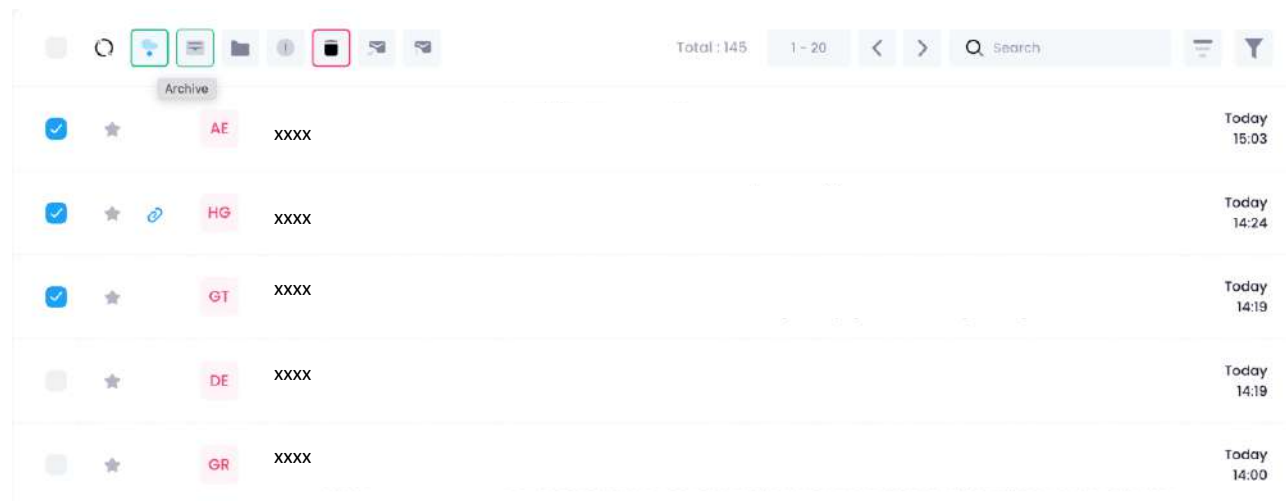 Total : 145 1 - 20 Search
Archive
AE xxxx Today
15:03
HG xxxx Today
14:24
GT xxxx Today
14:19
DE xxxx Today
14:19
GR xxxx Today
14:00